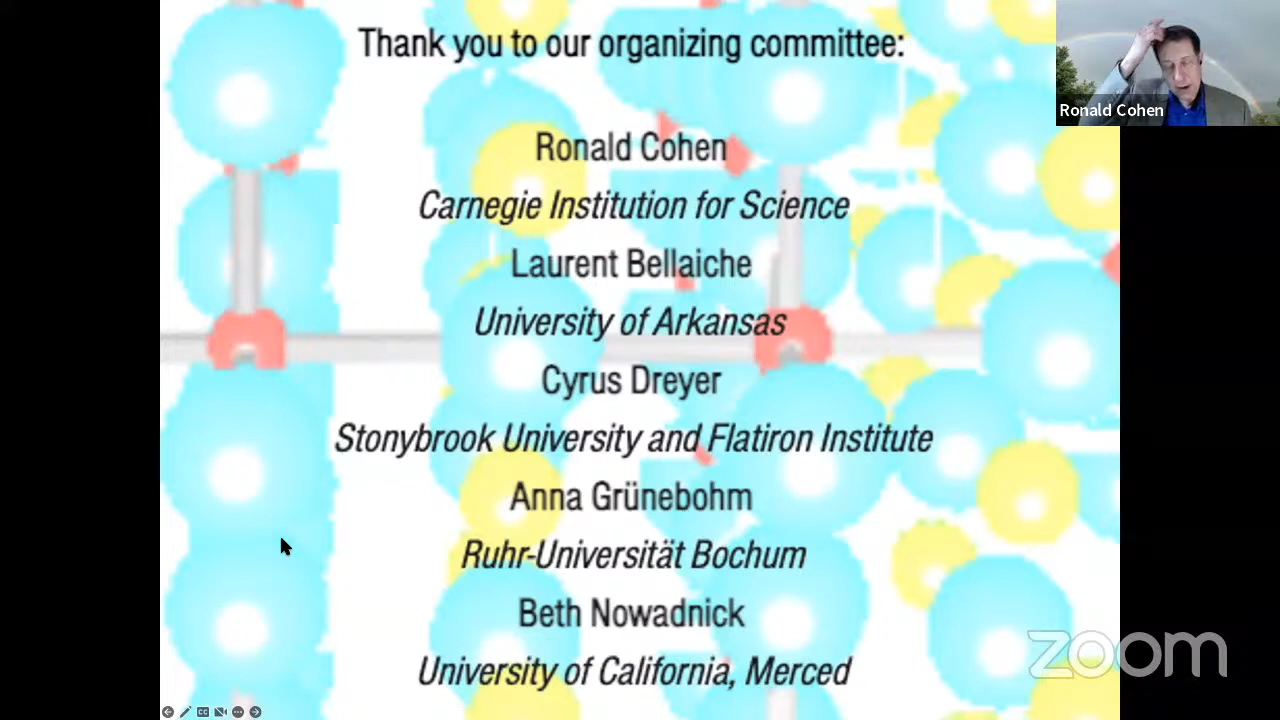 Thank you to our organizing committee:
Ronald Cohen
Ronald Cohen
Carnegie Institution for Science
Laurent Bellaiche
University of Arkansas
Cyrus Dreyer
Stonybrook University and Flatiron Institute
Anna Grünebohm
Ruhr-Universität Bochum
Beth Nowadnick
University of California, Merced
zoom
CC